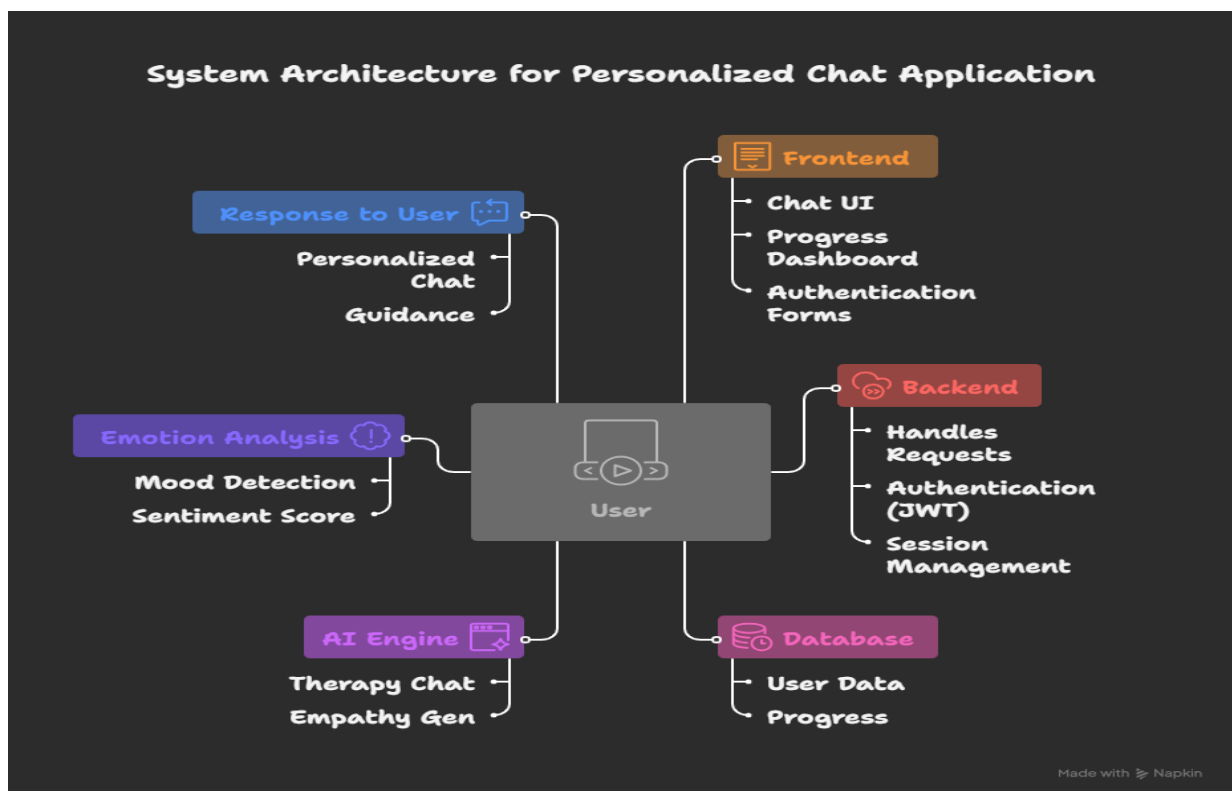 System Architecture for Personalized Chat Application
Frontend
Chat UI
Progress
Dashboard
Authentication
Forms
Response to User
Personalized
Chat
Guidance
Backend
Handles
Requests
Authentication
(JWT)
Session
Management
Emotion Analysis
Mood Detection
Sentiment Score
User
AI Engine
Therapy Chat
Empathy Gen
Database
User Data
Progress
Made with Napkin